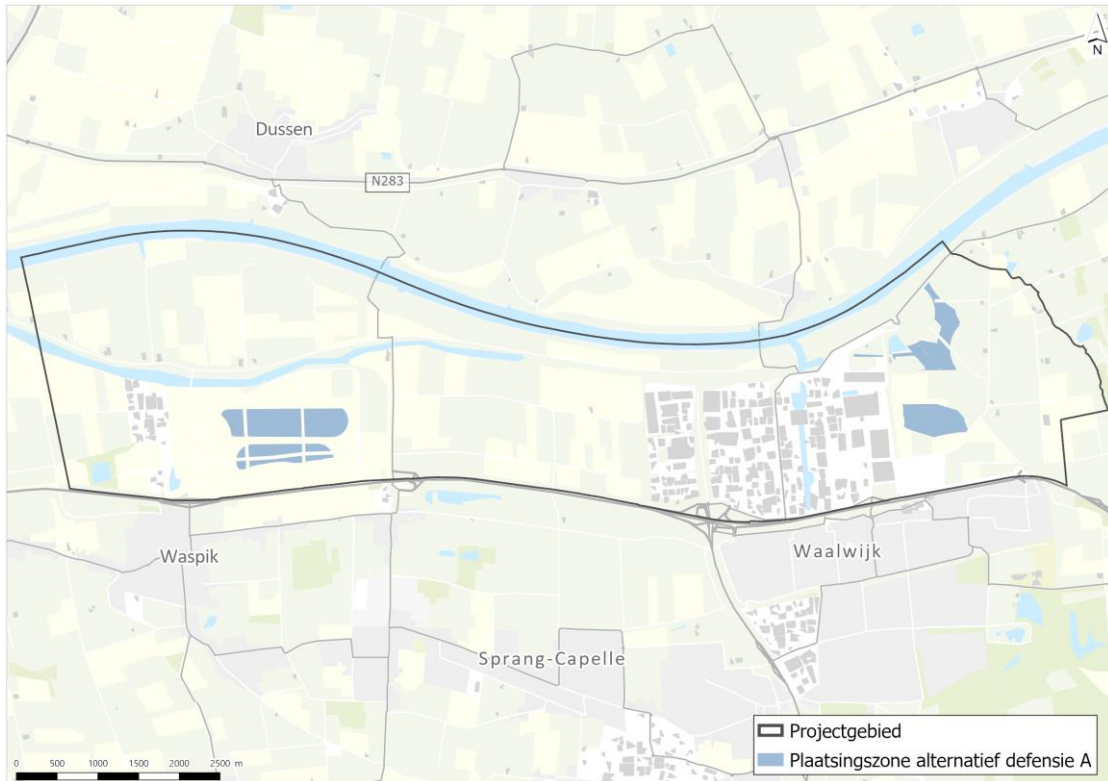 N
Dussen
N283
Waspik
Waalwijk
Sprang-Capelle
Projectgebied
Plaatsingszone alternatief defensie A
0 500 1000 1500 2000 2500 m